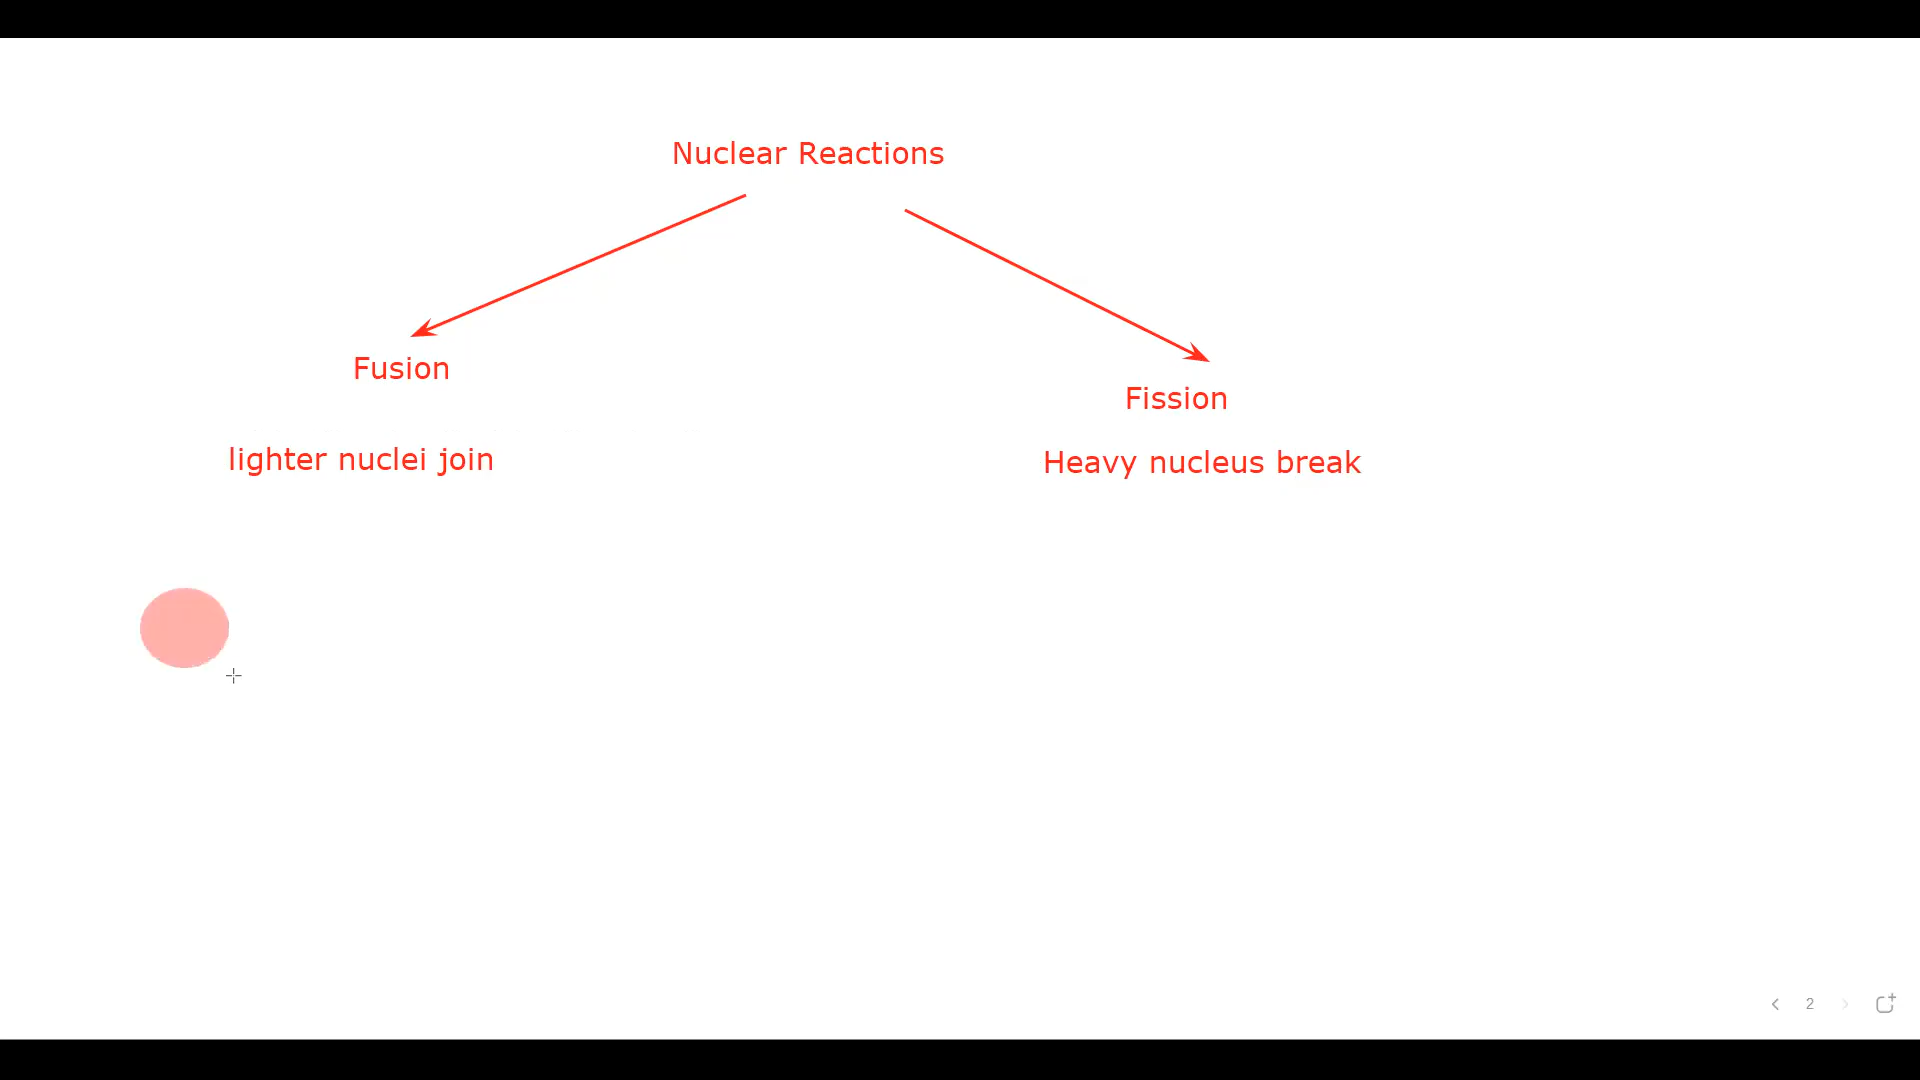 Nuclear Reactions
Fusion
Fission
lighter nuclei join
Heavy nucleus break
2